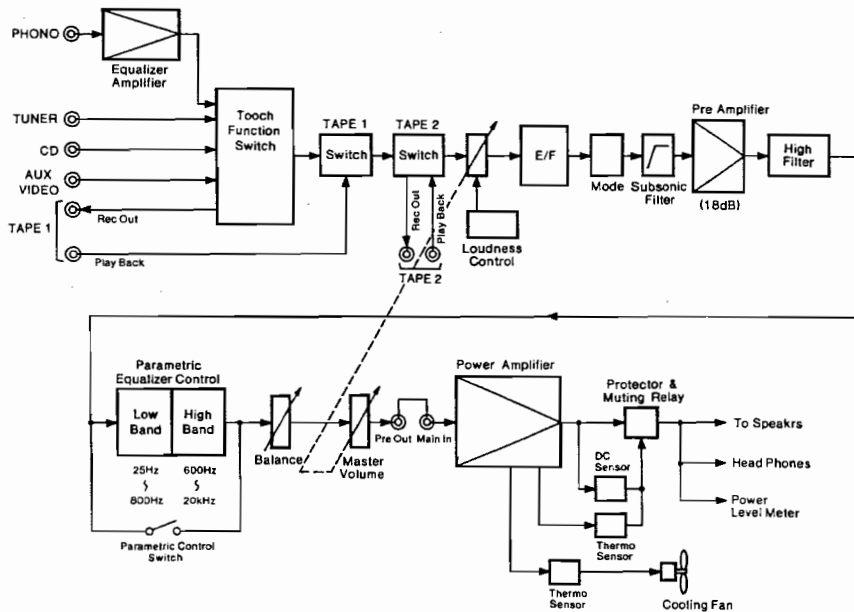 PHONO
Equalizer
Amplifier
TUNER
CD
AUX
VIDEO
TAPE 1
Rec Out
Play Back
Tooch
Function
Switch
TAPE 1
Switch
TAPE 2
Switch
Rec Out
Play Back
TAPE 2
Loudness
Control
E/F
Mode
Subsonic
Filter
Pre Amplifier
(18dB)
High
Filter
Parametric
Equalizer Control
Low
Band
High
Band
25Hz
~
800Hz
600Hz
~
20kHz
Parametric Control
Switch
Balance
Master
Volume
Pre Out
Main In
Power Amplifier
Protector &
Muting Relay
DC
Sensor
Thermo
Sensor
Thermo
Sensor
Cooling Fan
To Speakrs
Head Phones
Power
Level Meter